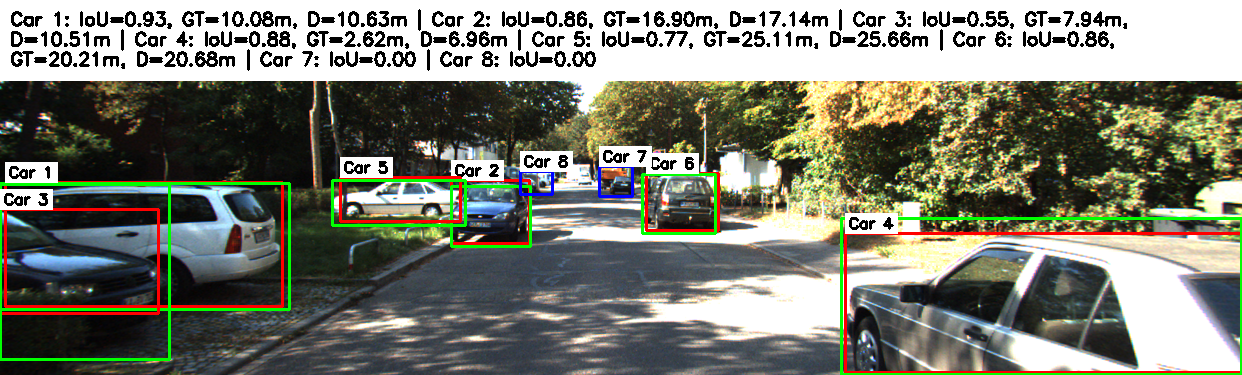 Car 1: IoU=0.93, GT=10.08m, D=10.63m | Car 2: IoU=0.86, GT=16.90m, D=17.14m | Car 3: IoU=0.55, GT=7.94m,
D=10.51m | Car 4: IoU=0.88, GT=2.62m, D=6.96m | Car 5: IoU=0.77, GT=25.11m, D=25.66m | Car 6: IoU=0.86,
GT=20.21m, D=20.68m | Car 7: IoU=0.00 | Car 8: IoU=0.00
Car 8
Car 7
Car 6
Car 5
Car 2
Car 1
Car 3
Car 4